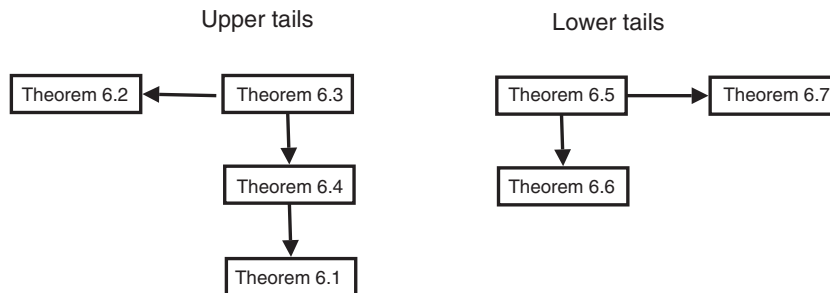 Upper tails
Lower tails
Theorem 6.2
Theorem 6.3
Theorem 6.5
Theorem 6.7
Theorem 6.4
Theorem 6.6
Theorem 6.1